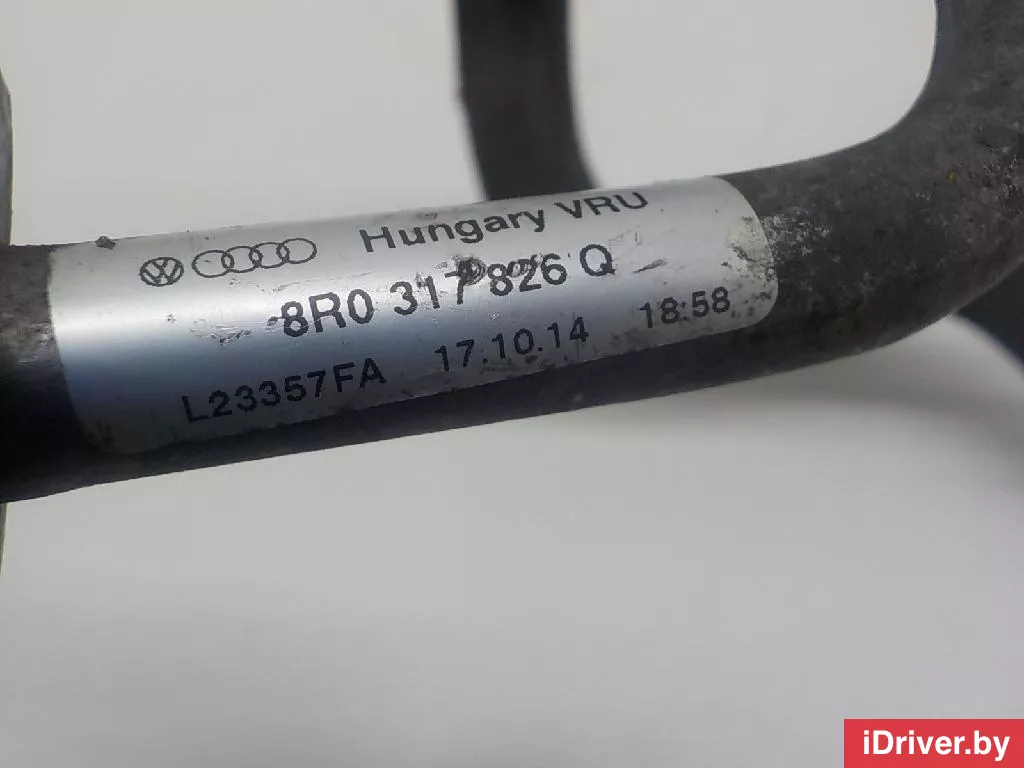 Hungary VRU
8R0 317 826 Q
L23357FA 17.10.14 18:58
iDriver.by